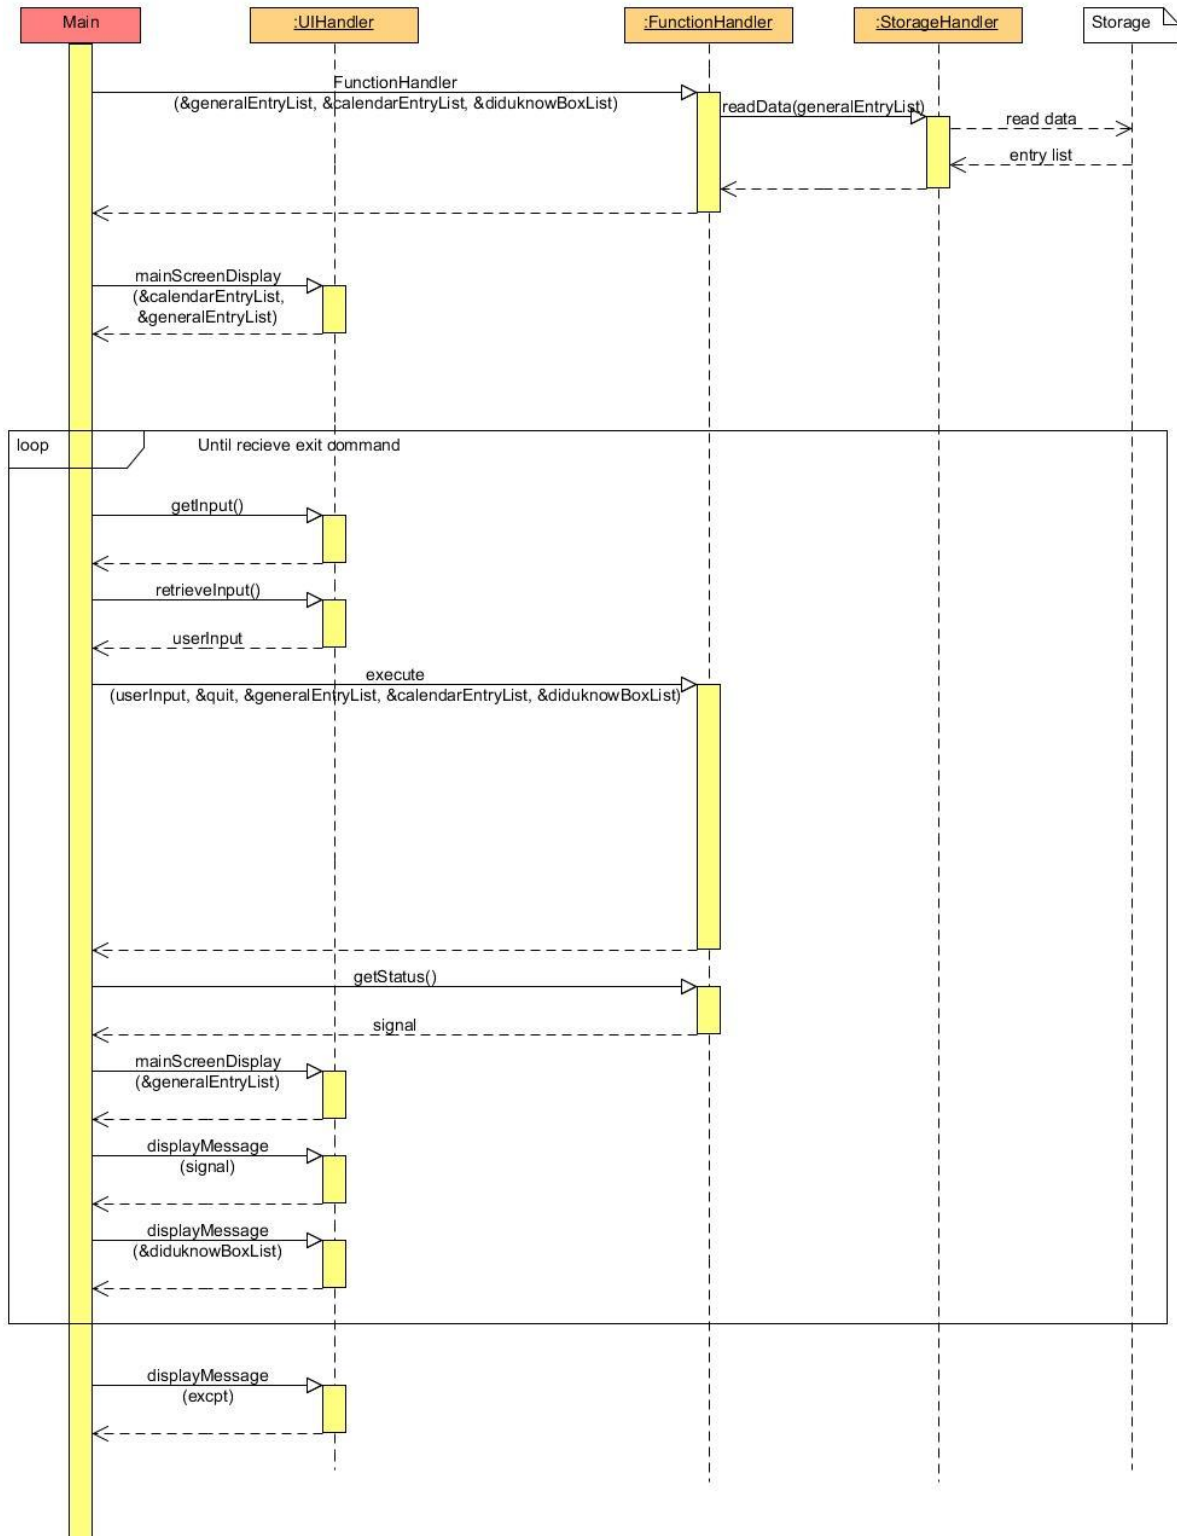 Main
:UIHandler
:FunctionHandler
:StorageHandler
Storage
FunctionHandler
(&generalEntryList, &calendarEntryList, &diduknowBoxList)
readData(generalEntryList)
read data
entry list
mainScreenDisplay
(&calendarEntryList,
&generalEntryList)
loop
Until recieve exit command
getInput()
retrieveInput()
userInput
execute
(userInput, &quit, &generalEntryList, &calendarEntryList, &diduknowBoxList)
getStatus()
signal
mainScreenDisplay
(&generalEntryList)
displayMessage
(signal)
displayMessage
(&diduknowBoxList)
displayMessage
(excpt)